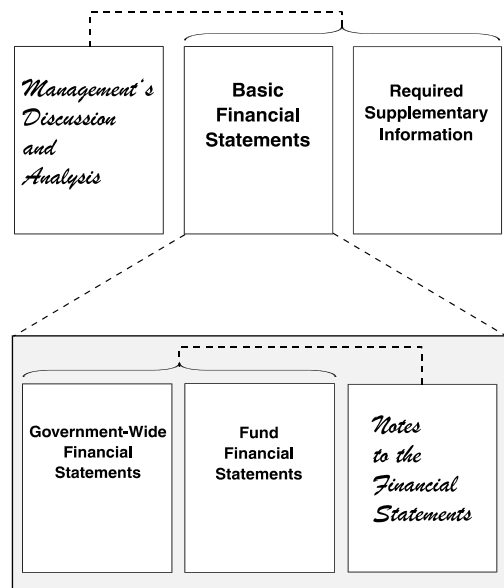 Management's
Discussion
and
Analysis
Basic
Financial
Statements
Required
Supplementary
Information
Government-Wide
Financial
Statements
Fund
Financial
Statements
Notes
to the
Financial
Statements